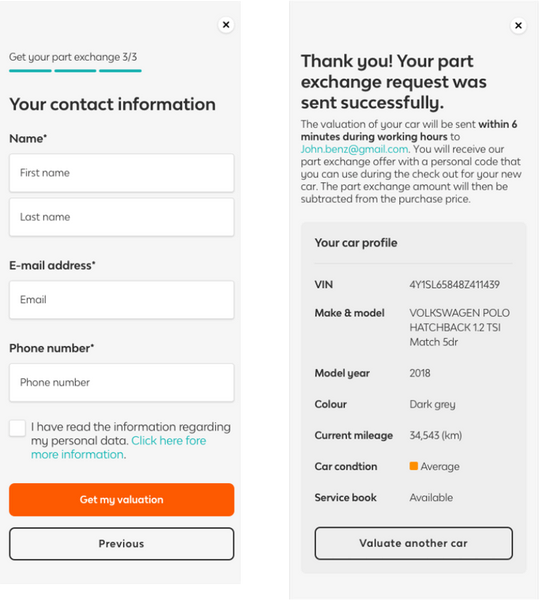 Get your part exchange 3/3
Your contact information
Name*
First name
Last name
E-mail address*
Email
Phone number*
Phone number
I have read the information regarding
my personal data. Click here fore
more information.
Get my valuation
Previous
Thank you! Your part
exchange request was
sent successfully.
The valuation of your car will be sent within 6
minutes during working hours to
John.benz@gmail.com. You will receive our
part exchange offer with a personal code that
you can use during the check out for your new
car. The part exchange amount will then be
subtracted from the purchase price.
Your car profile
VIN 4Y1SL65848Z411439
Make & model VOLKSWAGEN POLO
HATCHBACK 1.2 TSI
Match 5dr
Model year 2018
Colour Dark grey
Current mileage 34,543 (km)
Car condtion Average
Service book Available
Valuate another car